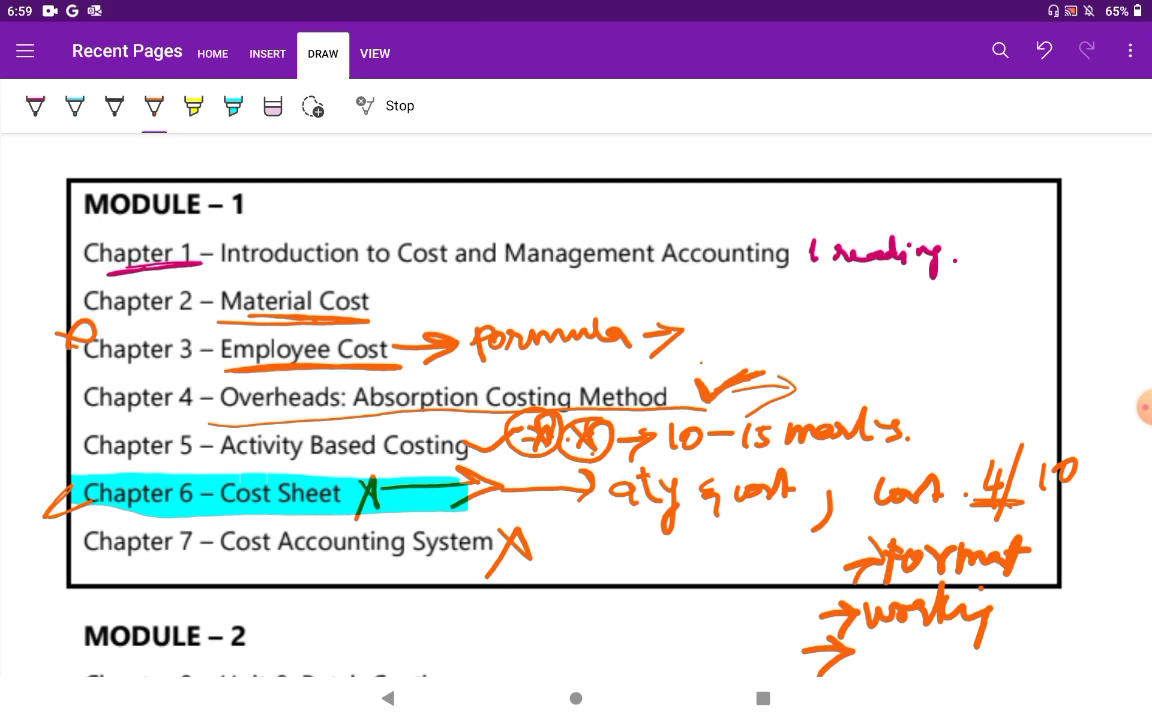 6:59 G 65%
Recent Pages HOME INSERT DRAW VIEW
Stop
MODULE – 1
Chapter 1 – Introduction to Cost and Management Accounting 1 reading.
Chapter 2 – Material Cost
Chapter 3 – Employee Cost → formula →
Chapter 4 – Overheads: Absorption Costing Method
Chapter 5 – Activity Based Costing → 10 – 15 marks.
Chapter 6 – Cost Sheet → qty & cost , cost. 4/10
Chapter 7 – Cost Accounting System
→ format
→ working
→
MODULE – 2